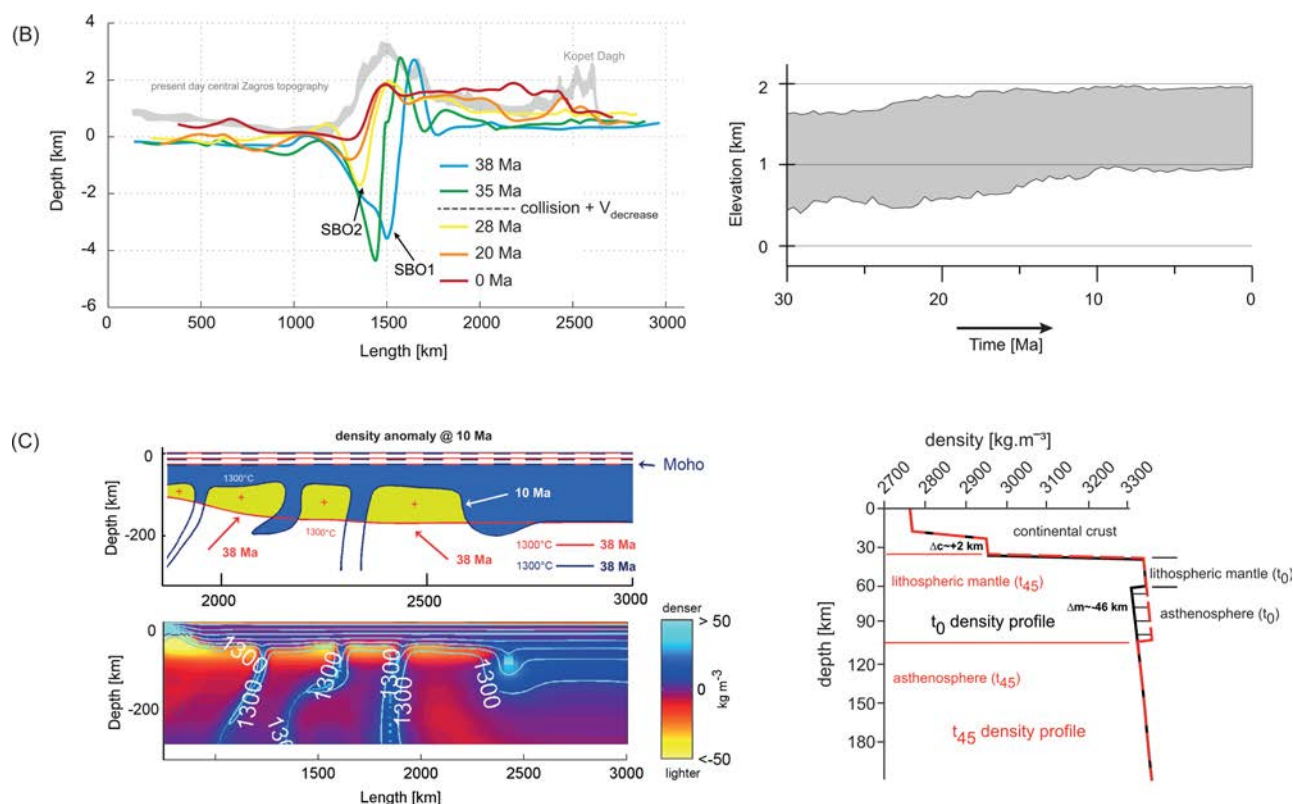 (B)
4
2
0
-2
-4
-6
Depth [km]
present day central Zagros topography
Kopet Dagh
38 Ma
35 Ma
collision + Vdecrease
28 Ma
20 Ma
0 Ma
SBO2
SBO1
0 500 1000 1500 2000 2500 3000
Length [km]
2
1
0
Elevation [km]
30 20 10 0
Time [Ma]
(C)
density anomaly @ 10 Ma
0
-200
Depth [km]
1300°C
Moho
10 Ma
38 Ma
1300°C
38 Ma
1300°C 38 Ma
1300°C 38 Ma
2000 2500 3000
0
-200
Depth [km]
1300
1300
1300
1300
1300
1300
1500 2000 2500 3000
Length [km]
denser
> 50
0
kg m⁻³
<-50
lighter
density [kg.m⁻³]
2700 2800 2900 3000 3100 3200 3300
0
30
60
90
120
150
180
depth [km]
continental crust
Δc~+2 km
lithospheric mantle (t45)
lithospheric mantle (t0)
Δm~-46 km
asthenosphere (t0)
t0 density profile
asthenosphere (t45)
t45 density profile